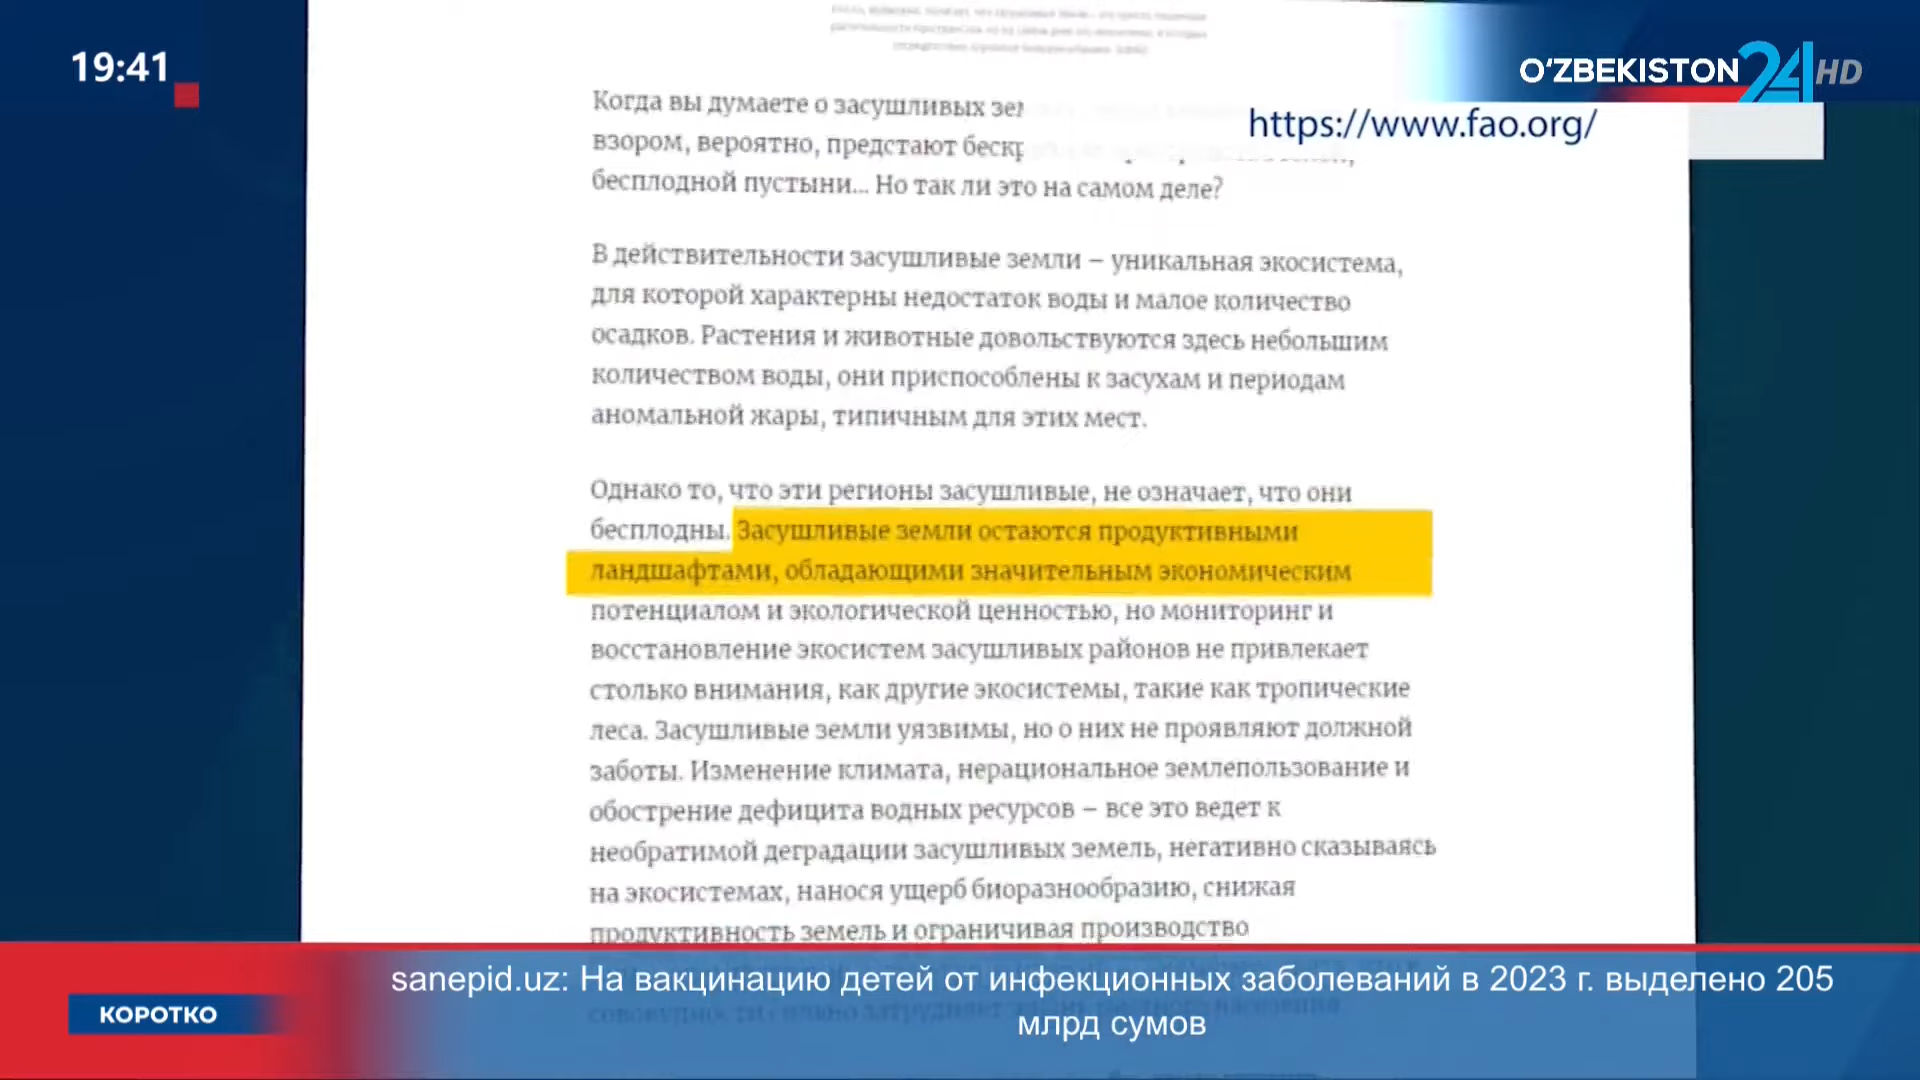 19:41
O‘ZBEKISTON 24 HD
https://www.fao.org/
Когда вы думаете о засушливых
взором, вероятно, предстают
бесплодной пустыни... Но так ли это на самом деле?
В действительности засушливые земли – уникальная экосистема,
для которой характерны недостаток воды и малое количество
осадков. Растения и животные довольствуются здесь небольшим
количеством воды, они приспособлены к засухам и периодам
аномальной жары, типичным для этих мест.
Однако то, что эти регионы засушливые, не означает, что они
бесплодны. Засушливые земли остаются продуктивными
ландшафтами, обладающими значительным экономическим
потенциалом и экологической ценностью, но мониторинг и
восстановление экосистем засушливых районов не привлекает
столько внимания, как другие экосистемы, такие как тропические
леса. Засушливые земли уязвимы, но о них не проявляют должной
заботы. Изменение климата, нерациональное землепользование и
обострение дефицита водных ресурсов – все это ведет к
необратимой деградации засушливых земель, негативно сказываясь
на экосистемах, нанося ущерб биоразнообразию, снижая
продуктивность земель и ограничивая производство
КОРОТКО
sanepid.uz: На вакцинацию детей от инфекционных заболеваний в 2023 г. выделено 205
млрд сумов